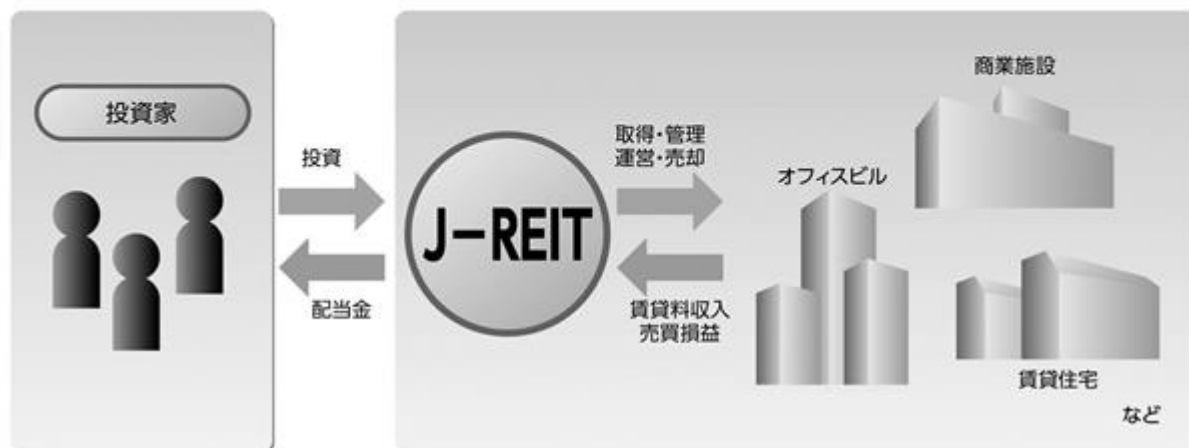 投資家
投資
配当金
J-REIT
取得・管理
運営・売却
賃貸料収入
売買損益
オフィスビル
商業施設
賃貸住宅
など